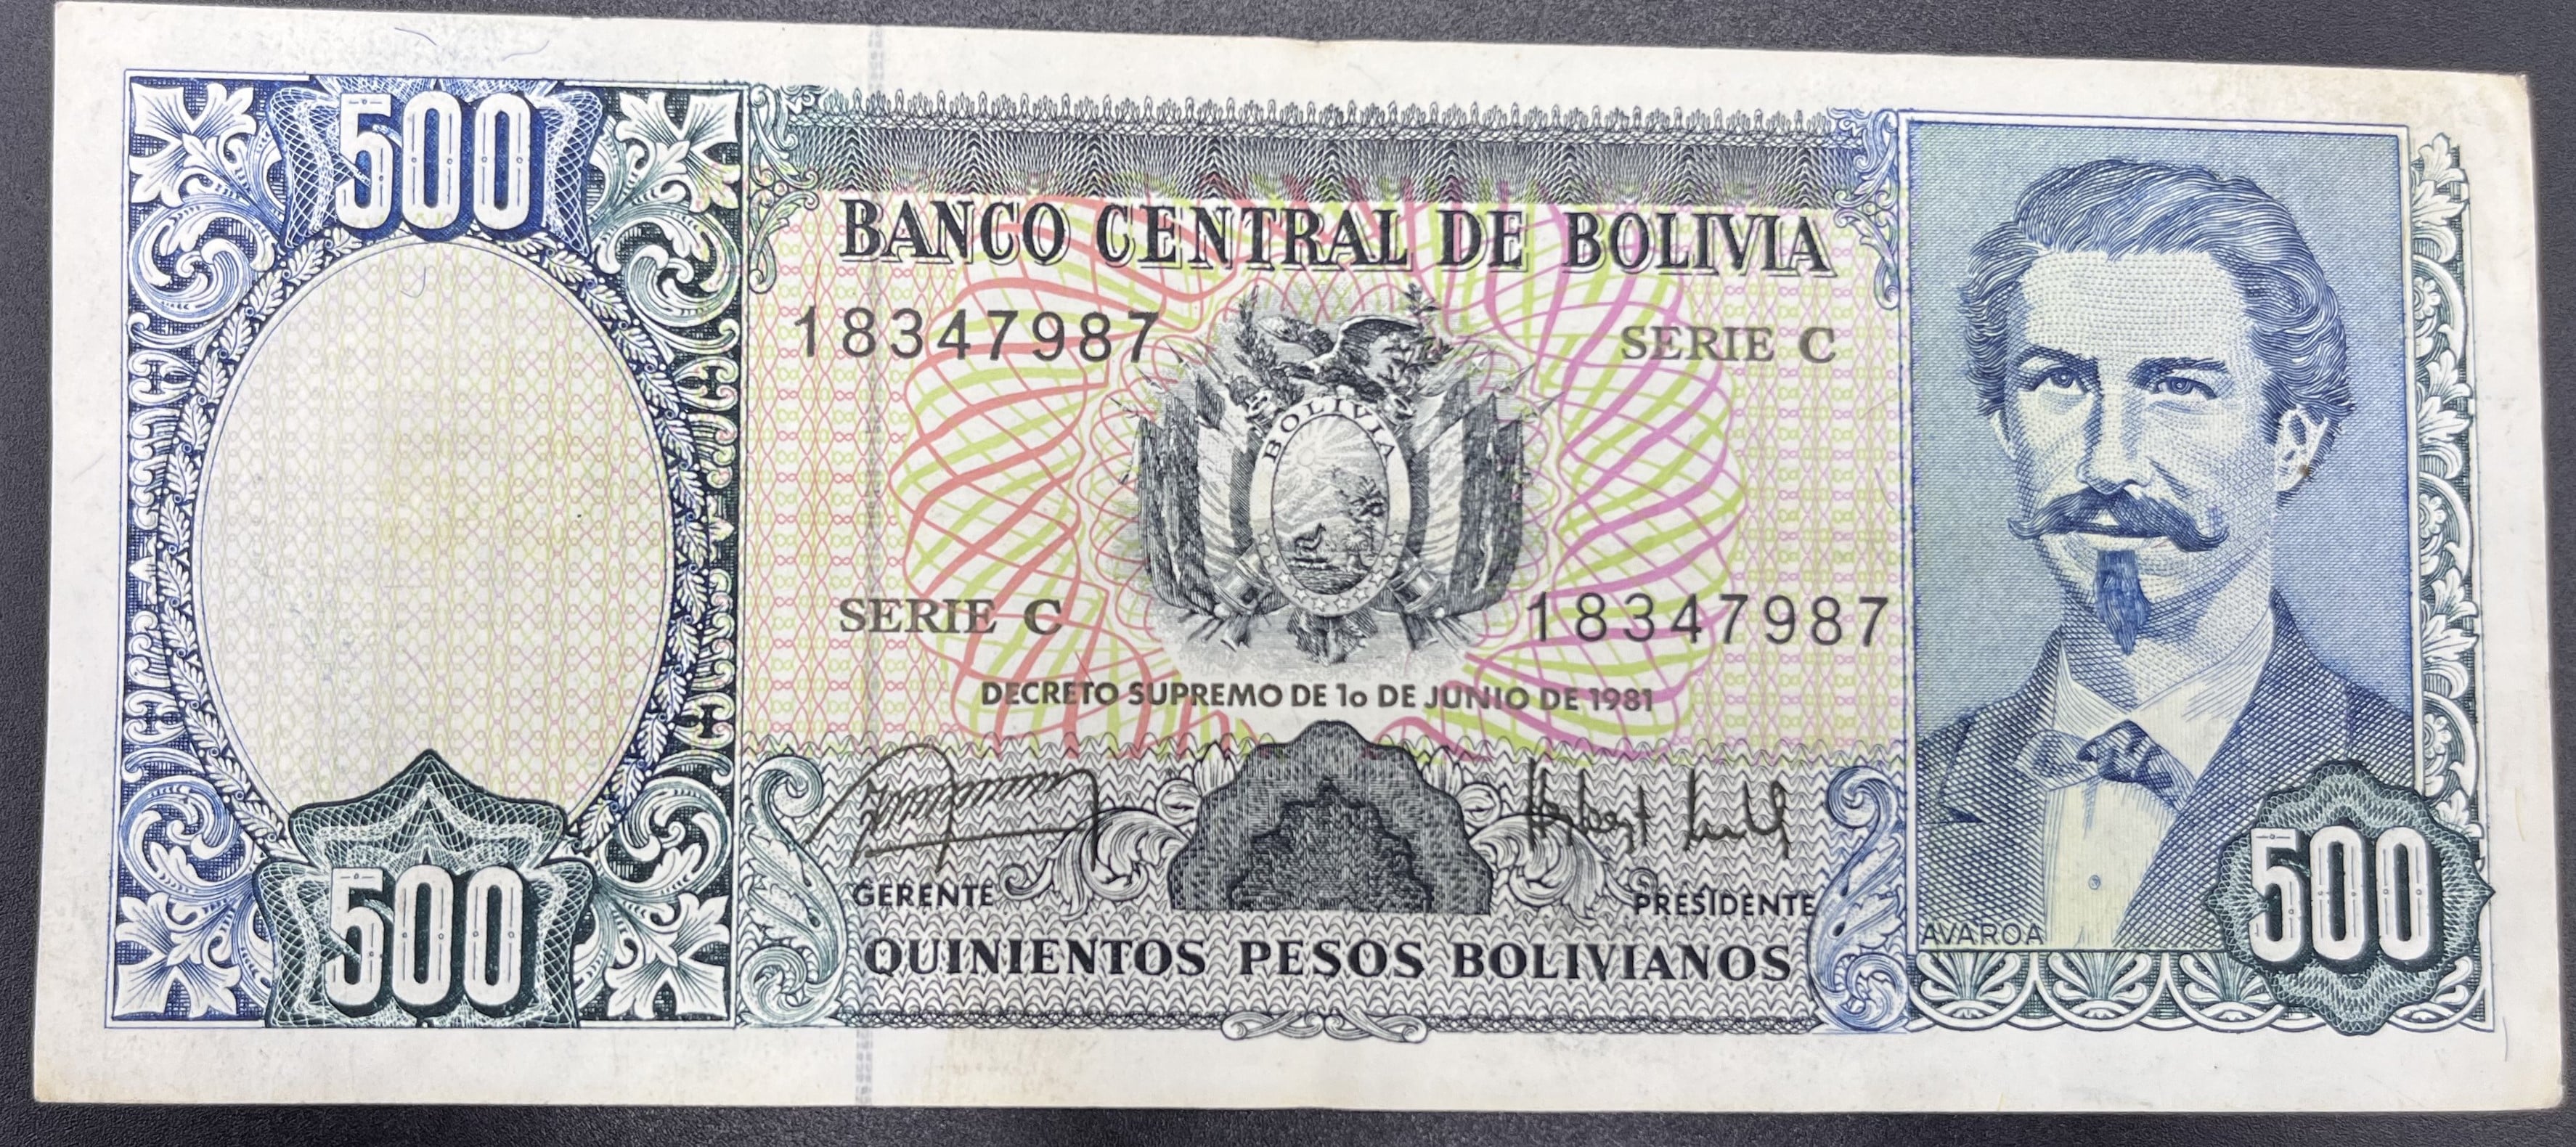 500
BANCO CENTRAL DE BOLIVIA
18347987
SERIE C
BOLIVIA
SERIE C
18347987
DECRETO SUPREMO DE 1o DE JUNIO DE 1981
GERENTE
PRESIDENTE
QUINIENTOS PESOS BOLIVIANOS
500
AVAROA
500